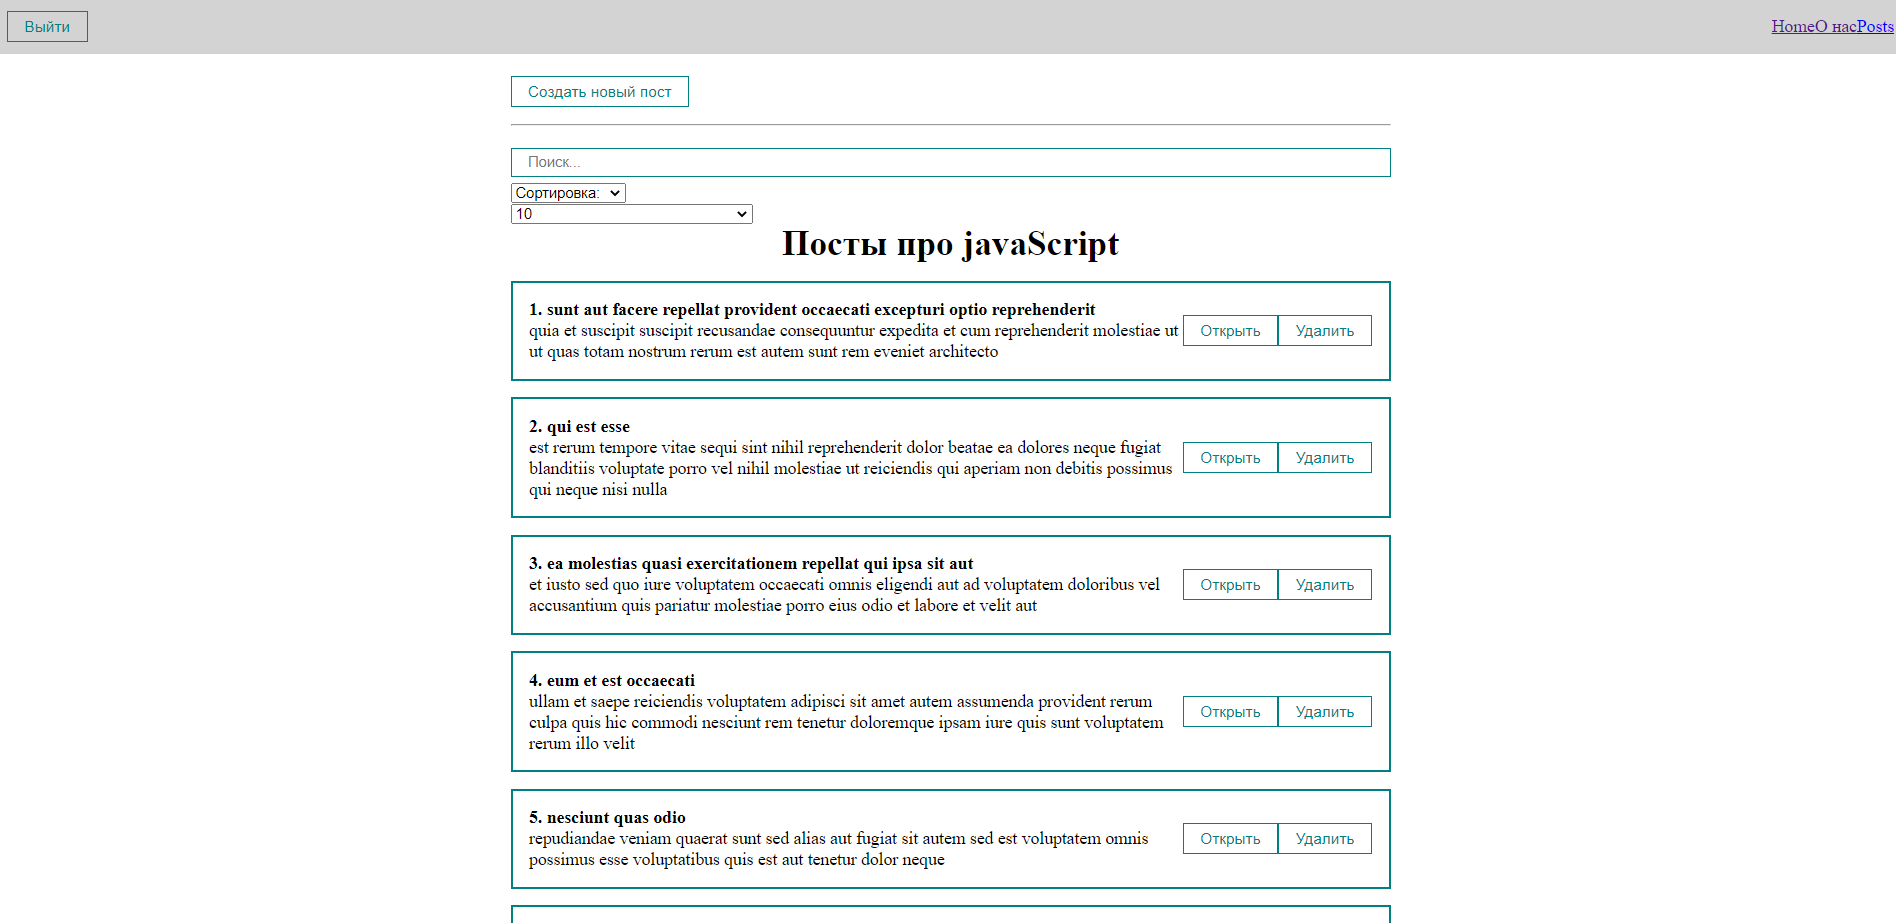 Выйти
HomeО насPosts
Создать новый пост
Поиск...
Сортировка:
10
Посты про javaScript
1. sunt aut facere repellat provident occaecati excepturi optio reprehenderit
quia et suscipit suscipit recusandae consequuntur expedita et cum reprehenderit molestiae ut
ut quas totam nostrum rerum est autem sunt rem eveniet architecto
Открыть Удалить
2. qui est esse
est rerum tempore vitae sequi sint nihil reprehenderit dolor beatae ea dolores neque fugiat
blanditiis voluptate porro vel nihil molestiae ut reiciendis qui aperiam non debitis possimus
qui neque nisi nulla
Открыть Удалить
3. ea molestias quasi exercitationem repellat qui ipsa sit aut
et iusto sed quo iure voluptatem occaecati omnis eligendi aut ad voluptatem doloribus vel
accusantium quis pariatur molestiae porro eius odio et labore et velit aut
Открыть Удалить
4. eum et est occaecati
ullam et saepe reiciendis voluptatem adipisci sit amet autem assumenda provident rerum
culpa quis hic commodi nesciunt rem tenetur doloremque ipsam iure quis sunt voluptatem
rerum illo velit
Открыть Удалить
5. nesciunt quas odio
repudiandae veniam quaerat sunt sed alias aut fugiat sit autem sed est voluptatem omnis
possimus esse voluptatibus quis est aut tenetur dolor neque
Открыть Удалить